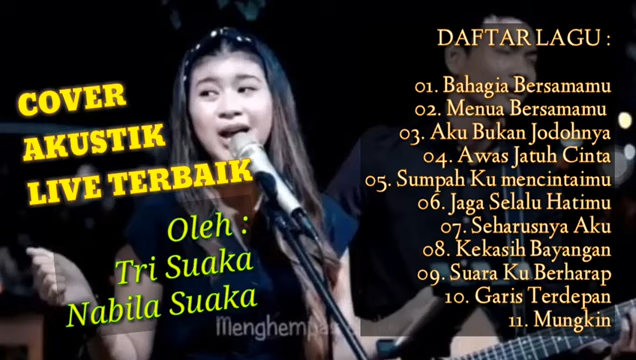 COVER
AKUSTIK
LIVE TERBAIK
Oleh :
Tri Suaka
Nabila Suaka
DAFTAR LAGU :
01. Bahagia Bersamamu
02. Menua Bersamamu
03. Aku Bukan Jodohnya
04. Awas Jatuh Cinta
05. Sumpah Ku mencintaimu
06. Jaga Selalu Hatimu
07. Seharusnya Aku
08. Kekasih Bayangan
09. Suara Ku Berharap
10. Garis Terdepan
11. Mungkin